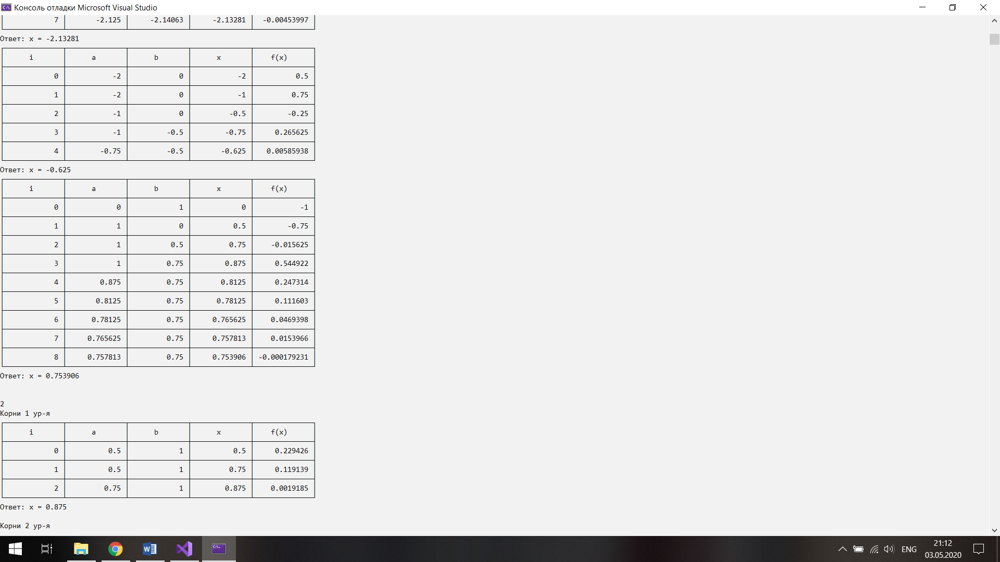 Консоль отладки Microsoft Visual Studio
7 -2.125 -2.14063 -2.13281 -0.00453997
Ответ: x = -2.13281
i a b x f(x)
0 -2 0 -2 0.5
1 -2 0 -1 0.75
2 -1 0 -0.5 -0.25
3 -1 -0.5 -0.75 0.265625
4 -0.75 -0.5 -0.625 0.00585938
Ответ: x = -0.625
i a b x f(x)
0 0 1 0 -1
1 1 0 0.5 -0.75
2 1 0.5 0.75 -0.015625
3 1 0.75 0.875 0.544922
4 0.875 0.75 0.8125 0.247314
5 0.8125 0.75 0.78125 0.111603
6 0.78125 0.75 0.765625 0.0469398
7 0.765625 0.75 0.757813 0.0153966
8 0.757813 0.75 0.753906 -0.000179231
Ответ: x = 0.753906
2
Корни 1 ур-я
i a b x f(x)
0 0.5 1 0.5 0.229426
1 0.5 1 0.75 0.119139
2 0.75 1 0.875 0.0019185
Ответ: x = 0.875
Корни 2 ур-я
ENG
21:12
03.05.2020